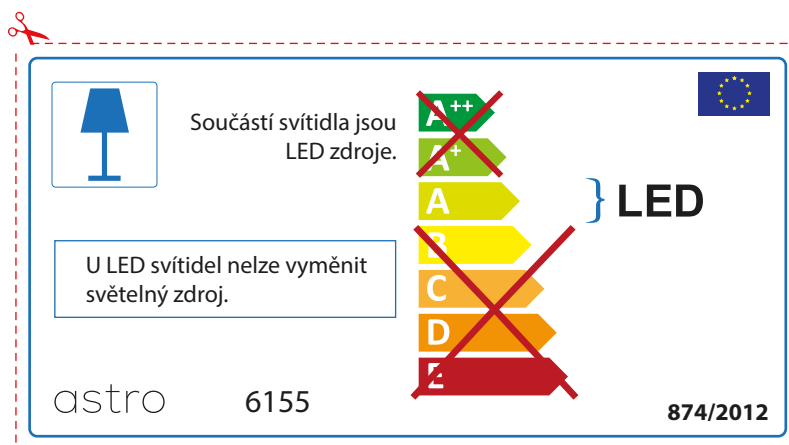 Součástí svítidla jsou
LED zdroje.
A++
A+
A
B
C
D
E
LED
U LED svítidel nelze vyměnit
světelný zdroj.
astro
6155
874/2012